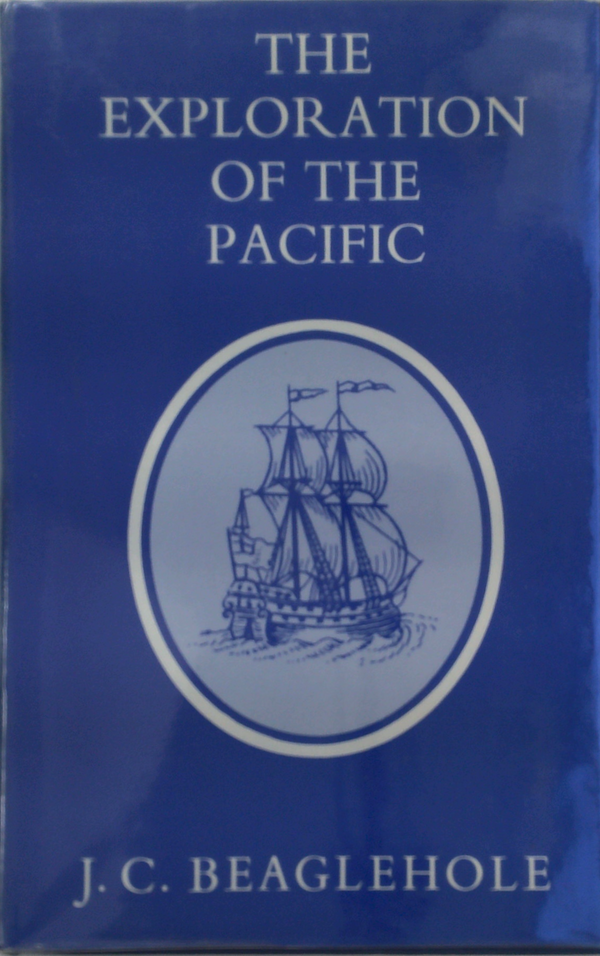 THE
EXPLORATION
OF THE
PACIFIC
J. C. BEAGLEHOLE